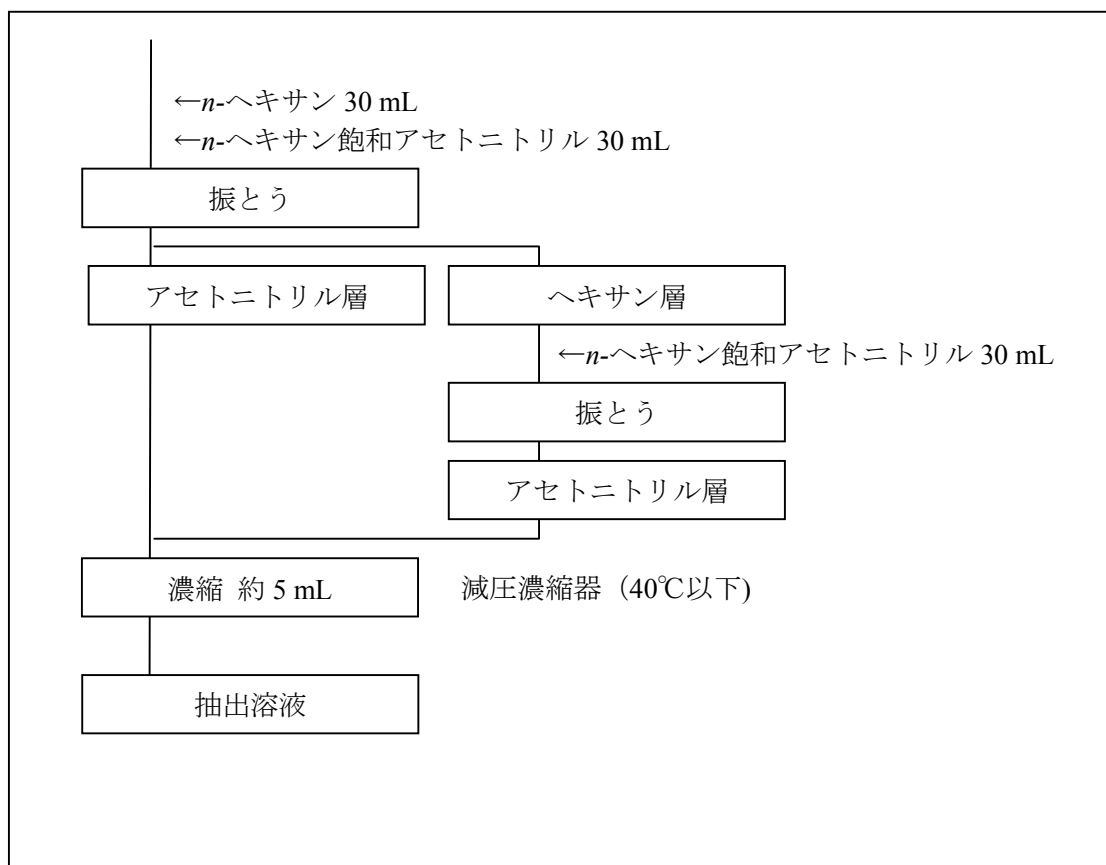 ←n-ヘキサン 30 mL
←n-ヘキサン飽和アセトニトリル 30 mL
振とう
アセトニトリル層
ヘキサン層
←n-ヘキサン飽和アセトニトリル 30 mL
振とう
アセトニトリル層
濃縮 約 5 mL
減圧濃縮器（40℃以下)
抽出溶液